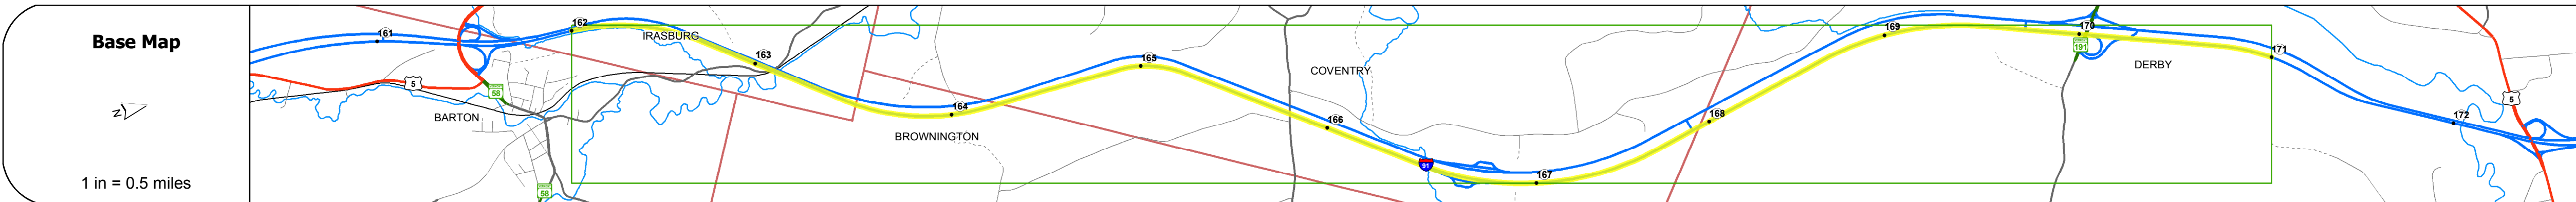 Base Map
N
1 in = 0.5 miles
161
5
58
BARTON
58
162
IRASBURG
163
164
BROWNINGTON
165
COVENTRY
166
91
167
168
169
170
191
DERBY
171
172
5